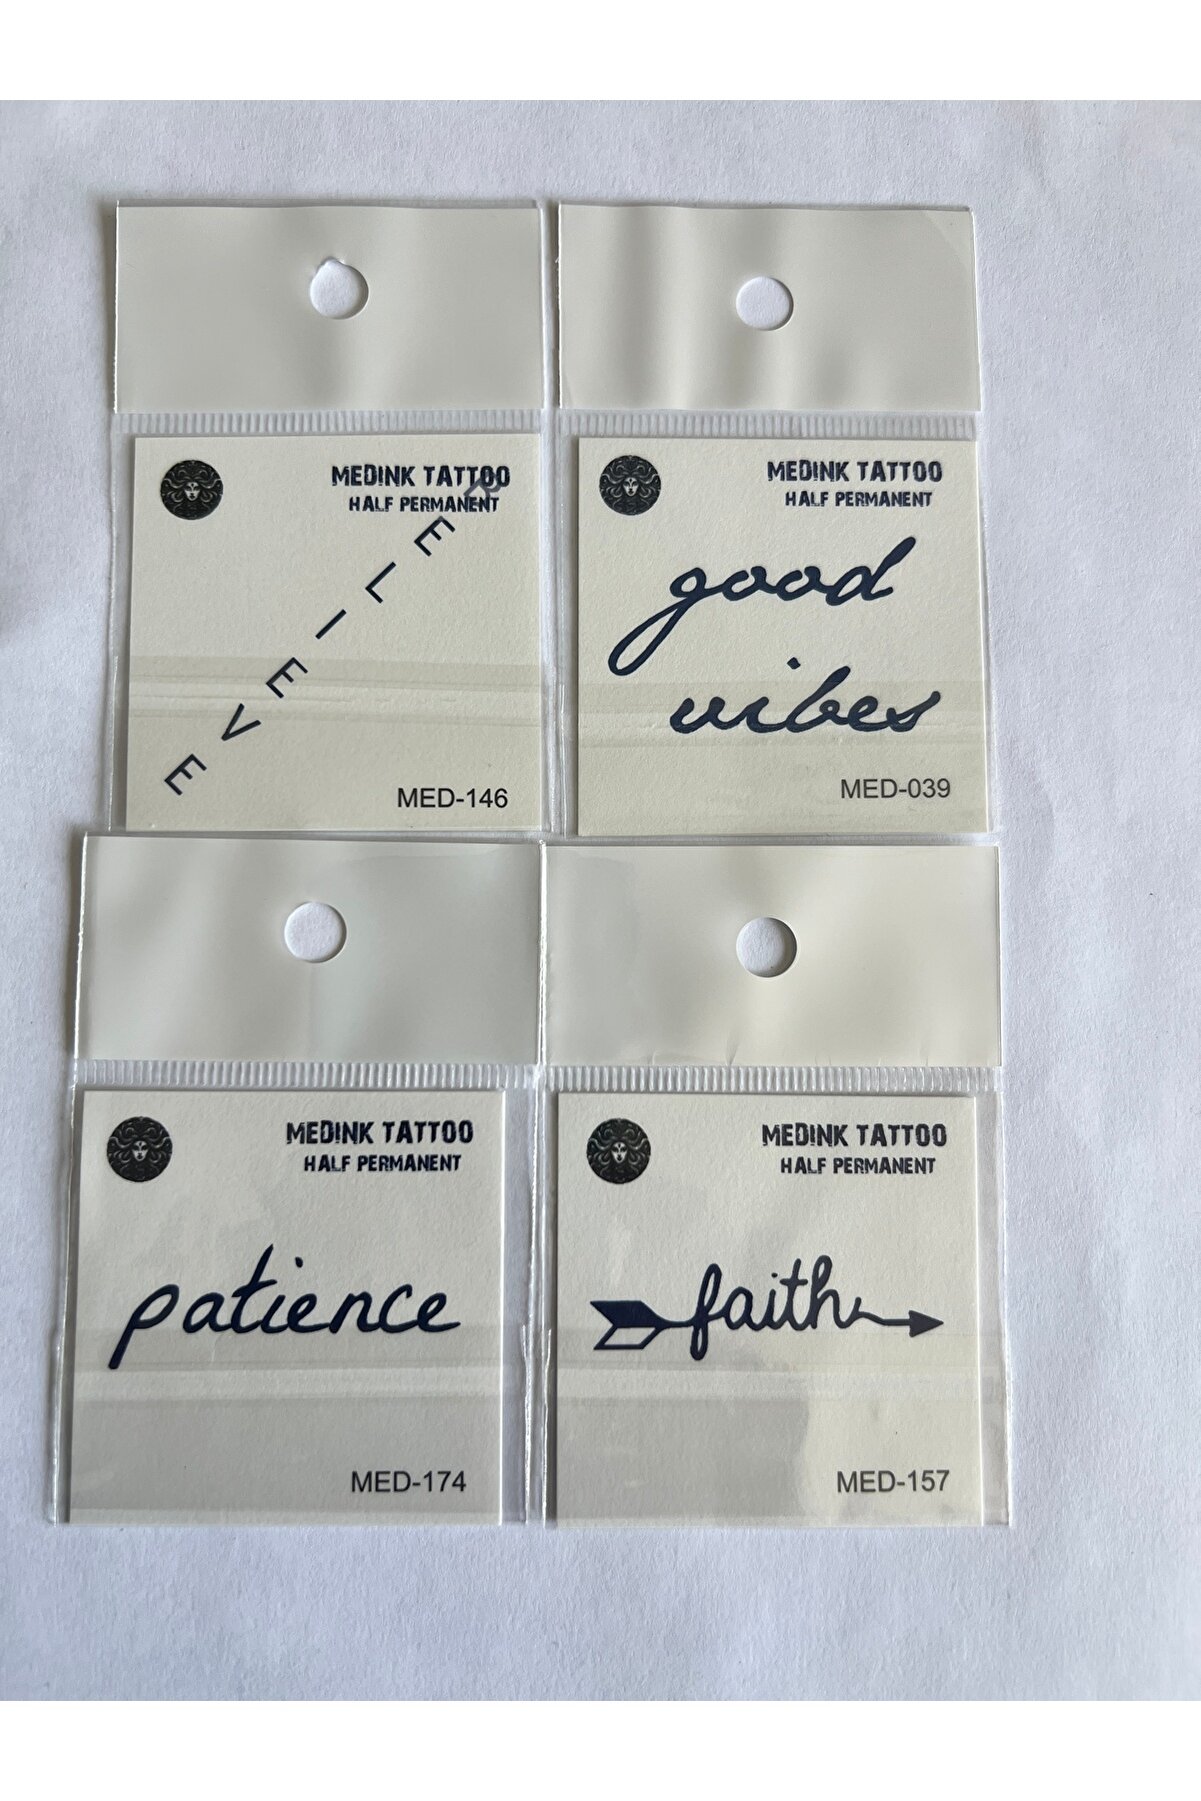 MEDINK TATTOO
HALF PERMANENT
BELIEVE
MED-146
MEDINK TATTOO
HALF PERMANENT
good
vibes
MED-039
MEDINK TATTOO
HALF PERMANENT
patience
MED-174
MEDINK TATTOO
HALF PERMANENT
faith
MED-157